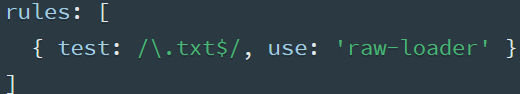 rules: [
{ test: /\.txt$/, use: 'raw-loader' }
]